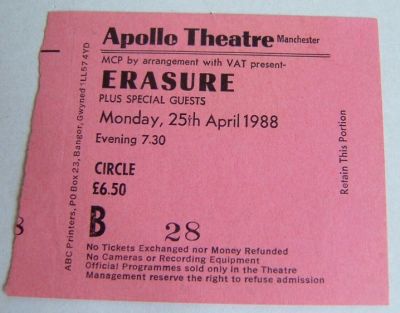 Apollo Theatre Manchester
MCP by arrangement with VAT present-
ERASURE
PLUS SPECIAL GUESTS
Monday, 25th April 1988
Evening 7.30
CIRCLE
£6.50
B 28
No Tickets Exchanged nor Money Refunded
No Cameras or Recording Equipment
Official Programmes sold only in the Theatre
Management reserve the right to refuse admission
ABC Printers, PO Box 23, Bangor, Gwyned 'LL574YD
Retain This Portion
8